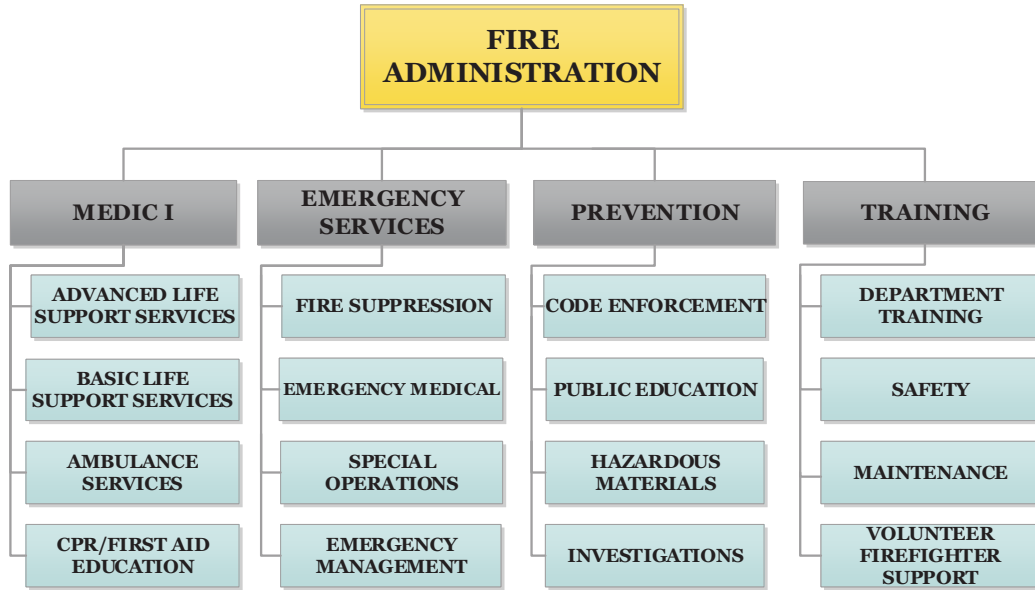 FIRE
ADMINISTRATION
MEDIC I
ADVANCED LIFE
SUPPORT SERVICES
BASIC LIFE
SUPPORT SERVICES
AMBULANCE
SERVICES
CPR/FIRST AID
EDUCATION
EMERGENCY
SERVICES
FIRE SUPPRESSION
EMERGENCY MEDICAL
SPECIAL
OPERATIONS
EMERGENCY
MANAGEMENT
PREVENTION
CODE ENFORCEMENT
PUBLIC EDUCATION
HAZARDOUS
MATERIALS
INVESTIGATIONS
TRAINING
DEPARTMENT
TRAINING
SAFETY
MAINTENANCE
VOLUNTEER
FIREFIGHTER
SUPPORT